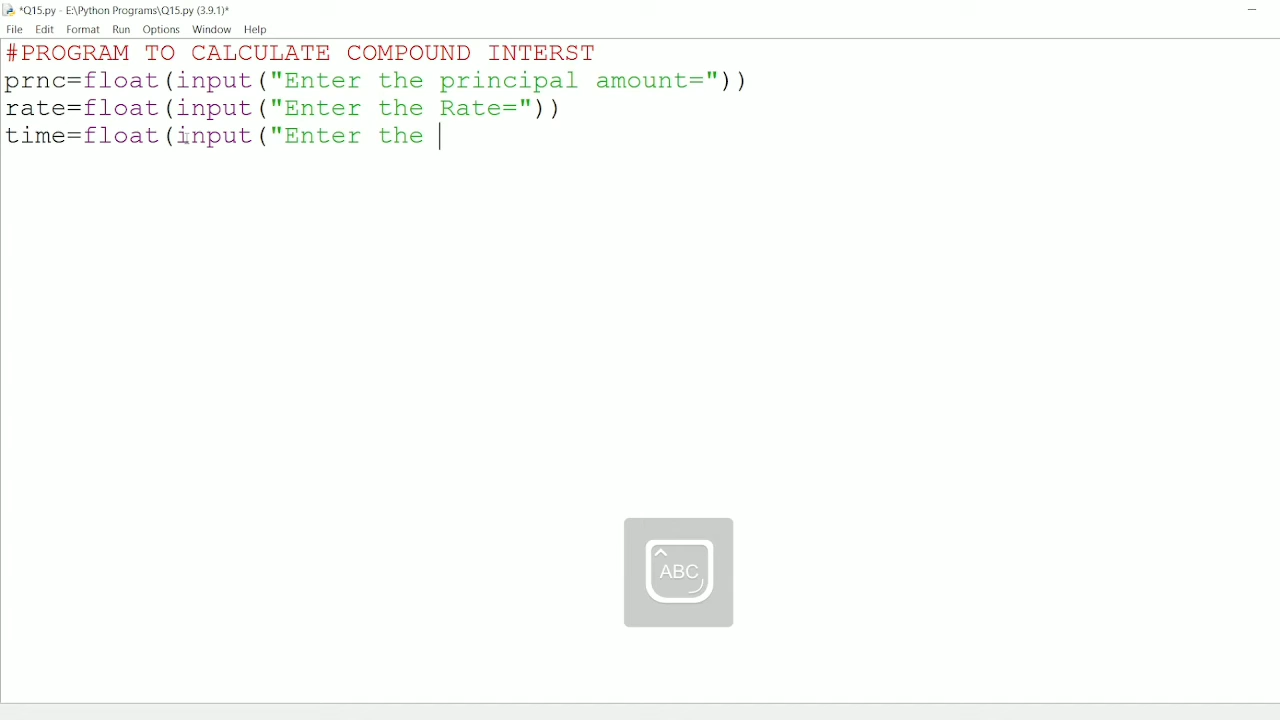 *Q15.py - E:\Python Programs\Q15.py (3.9.1)*
File Edit Format Run Options Window Help
#PROGRAM TO CALCULATE COMPOUND INTERST
prnc=float(input("Enter the principal amount="))
rate=float(input("Enter the Rate="))
time=float(input("Enter the
ABC